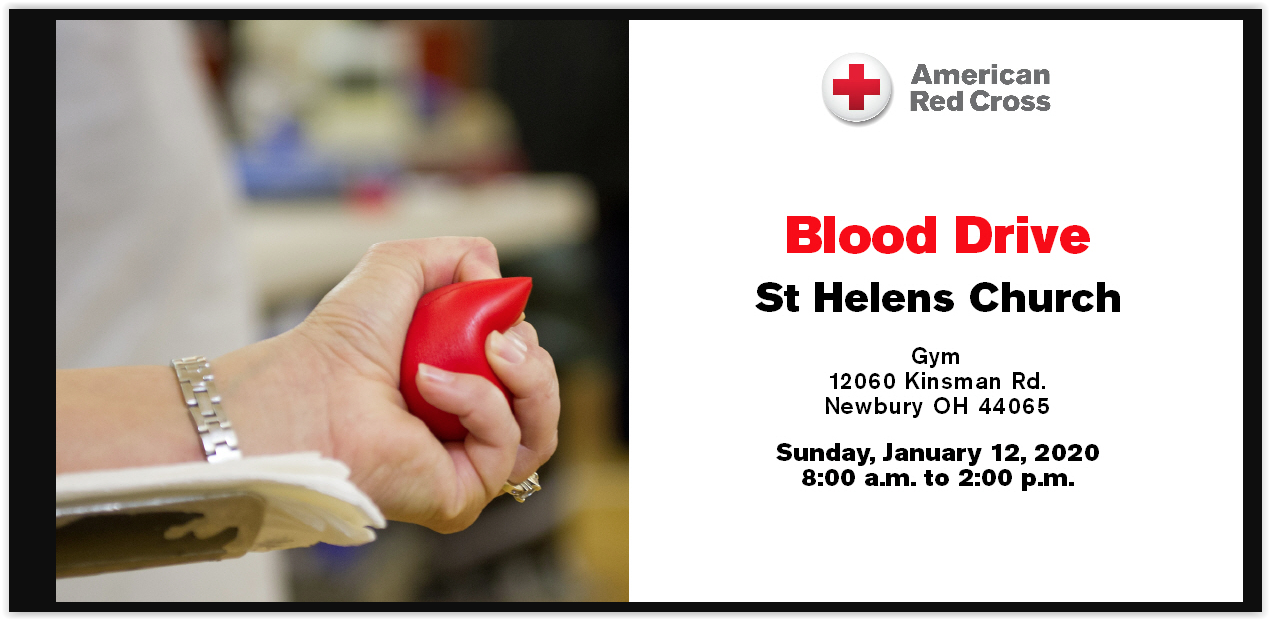 American
Red Cross
Blood Drive
St Helens Church
Gym
12060 Kinsman Rd.
Newbury OH 44065
Sunday, January 12, 2020
8:00 a.m. to 2:00 p.m.